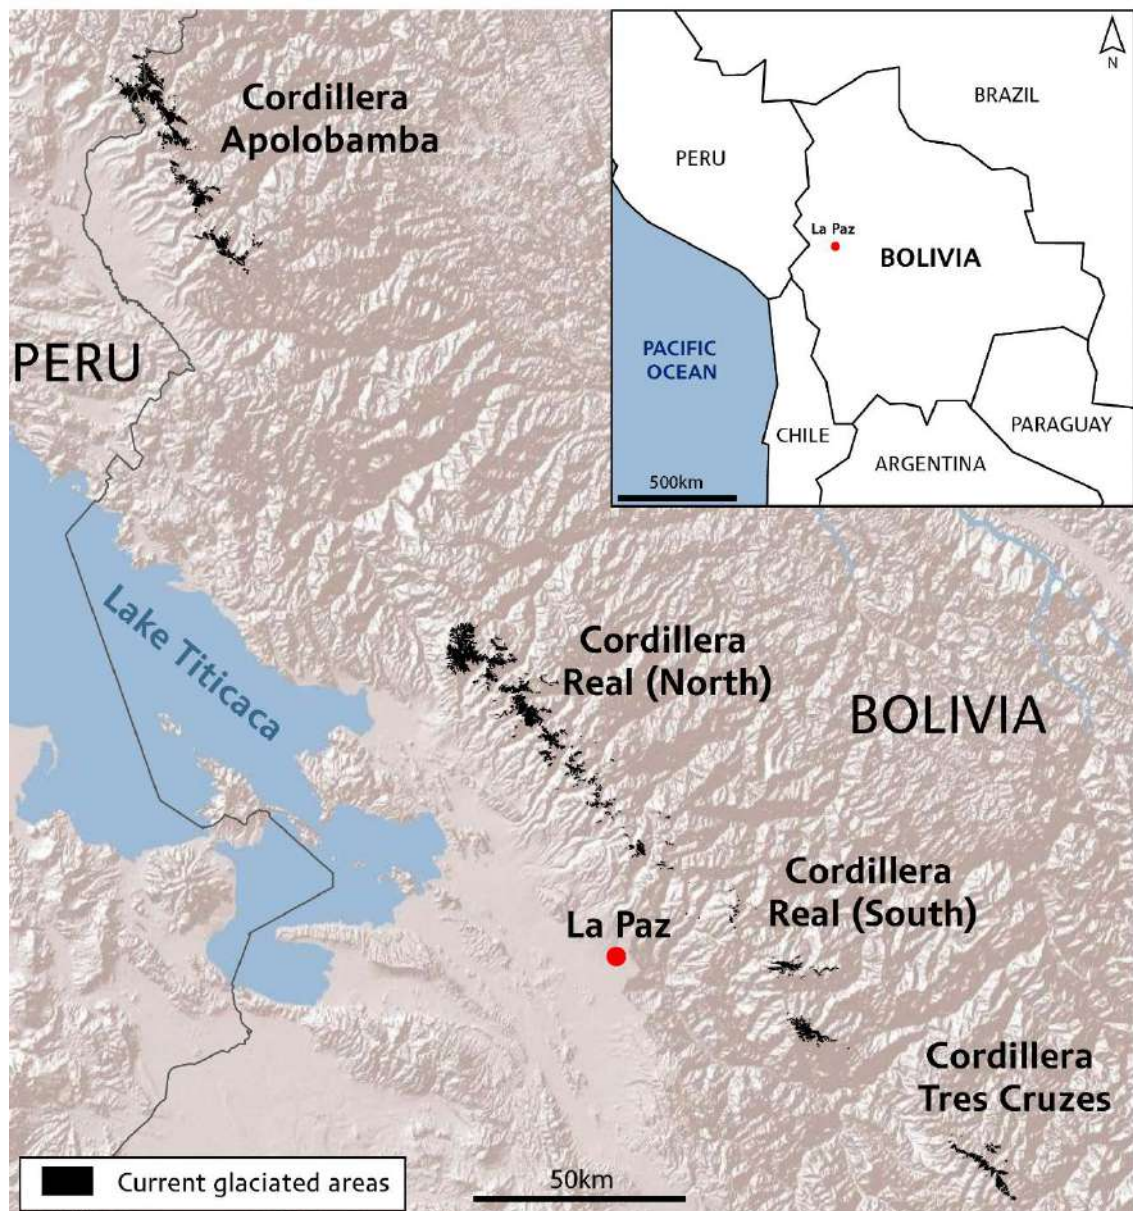 Cordillera
Apolobamba
PERU
Lake Titicaca
Cordillera
Real (North)
BOLIVIA
Cordillera
Real (South)
La Paz
Cordillera
Tres Cruzes
Current glaciated areas
50km
N
BRAZIL
PERU
La Paz
BOLIVIA
PACIFIC
OCEAN
CHILE
PARAGUAY
ARGENTINA
500km